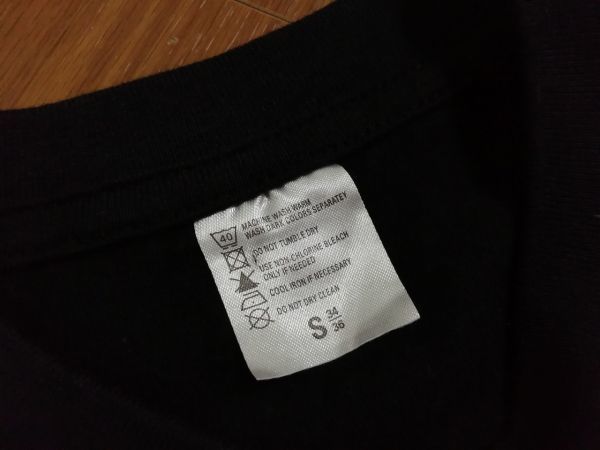 40
MACHINE WASH WARM
WASH DARK COLORS SEPARATEY
DO NOT TUMBLE DRY
USE NON-CHLORINE BLEACH
ONLY IF NEEDED
COOL IRON IF NECESSARY
DO NOT DRY CLEAN
S 34
36